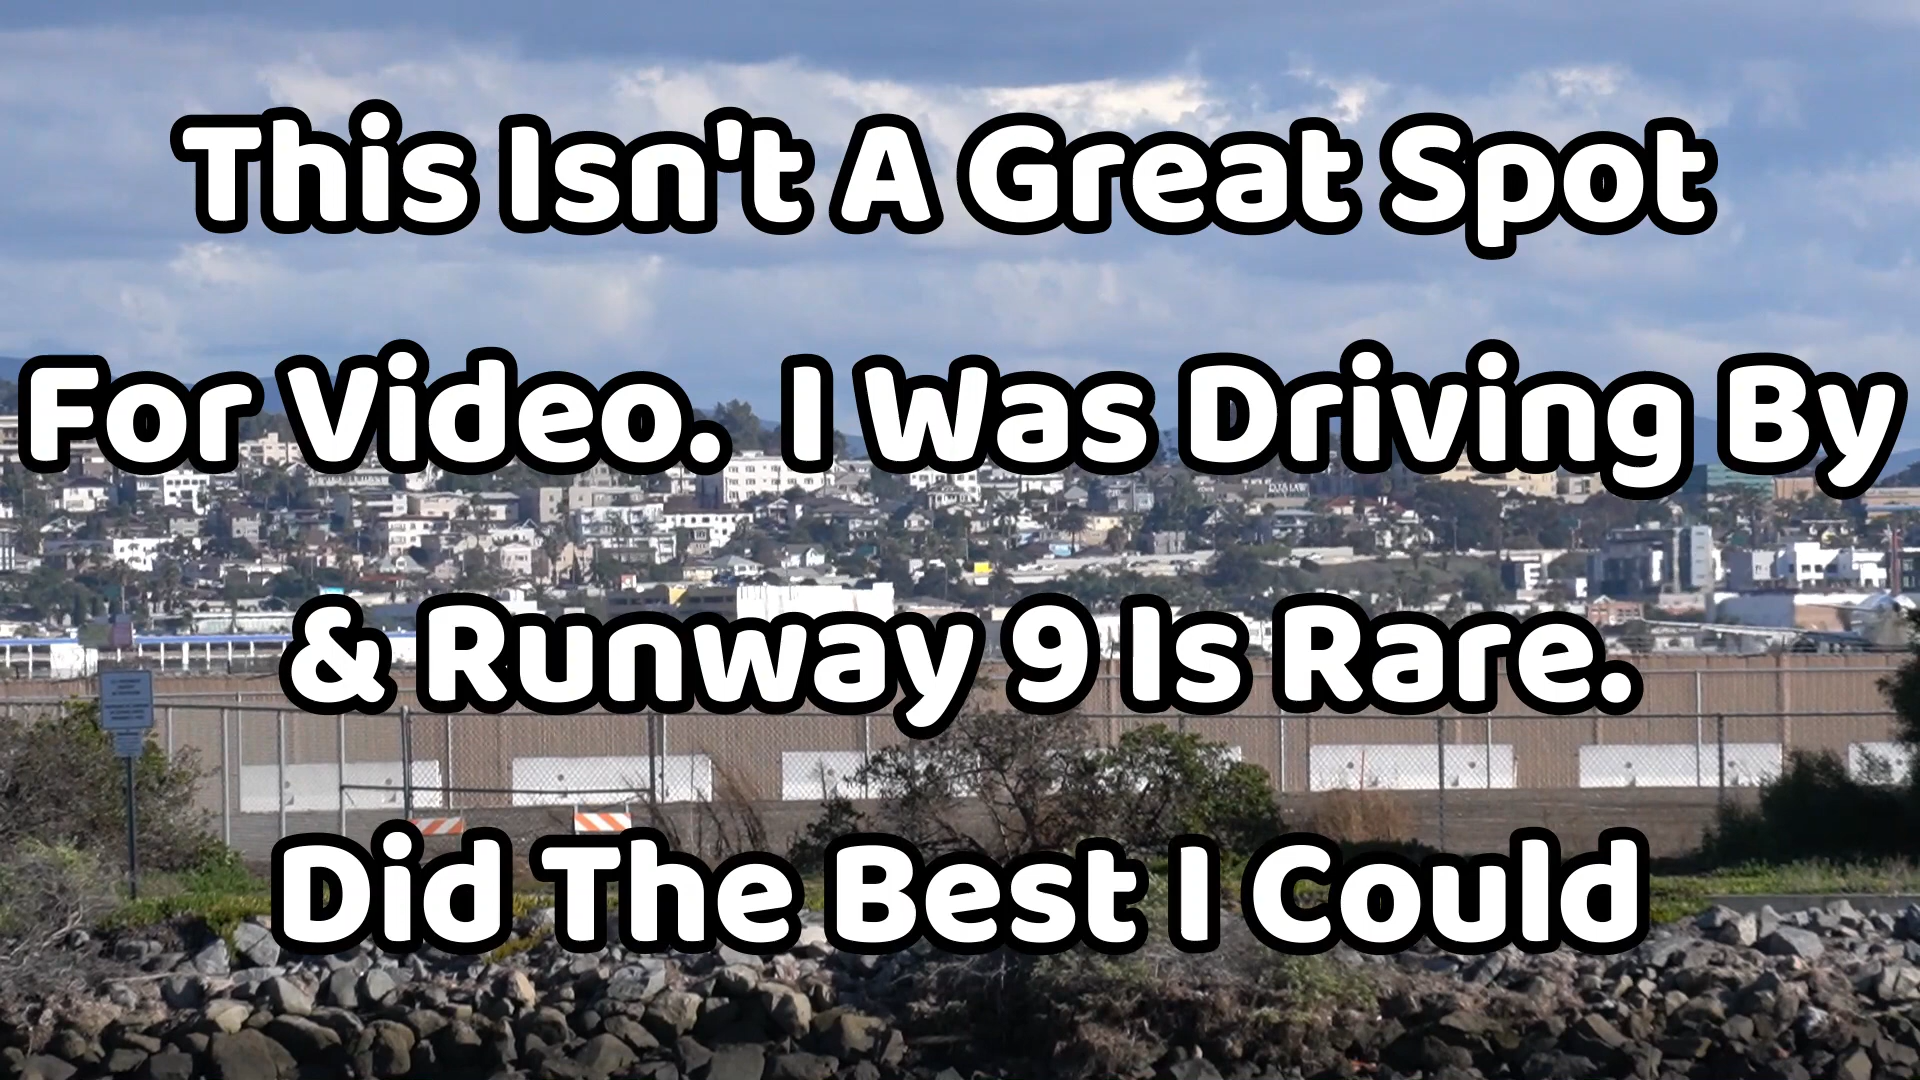 This Isn't A Great Spot
For Video. I Was Driving By
& Runway 9 Is Rare.
Did The Best I Could